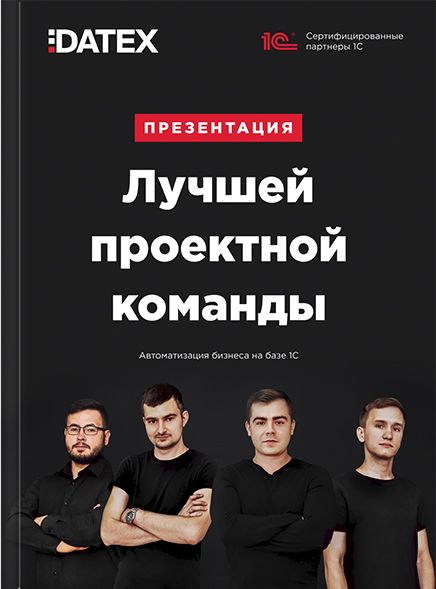 DATEX
1С
Сертифицированные
партнеры 1С
ПРЕЗЕНТАЦИЯ
Лучшей
проектной
команды
Автоматизация бизнеса на базе 1С